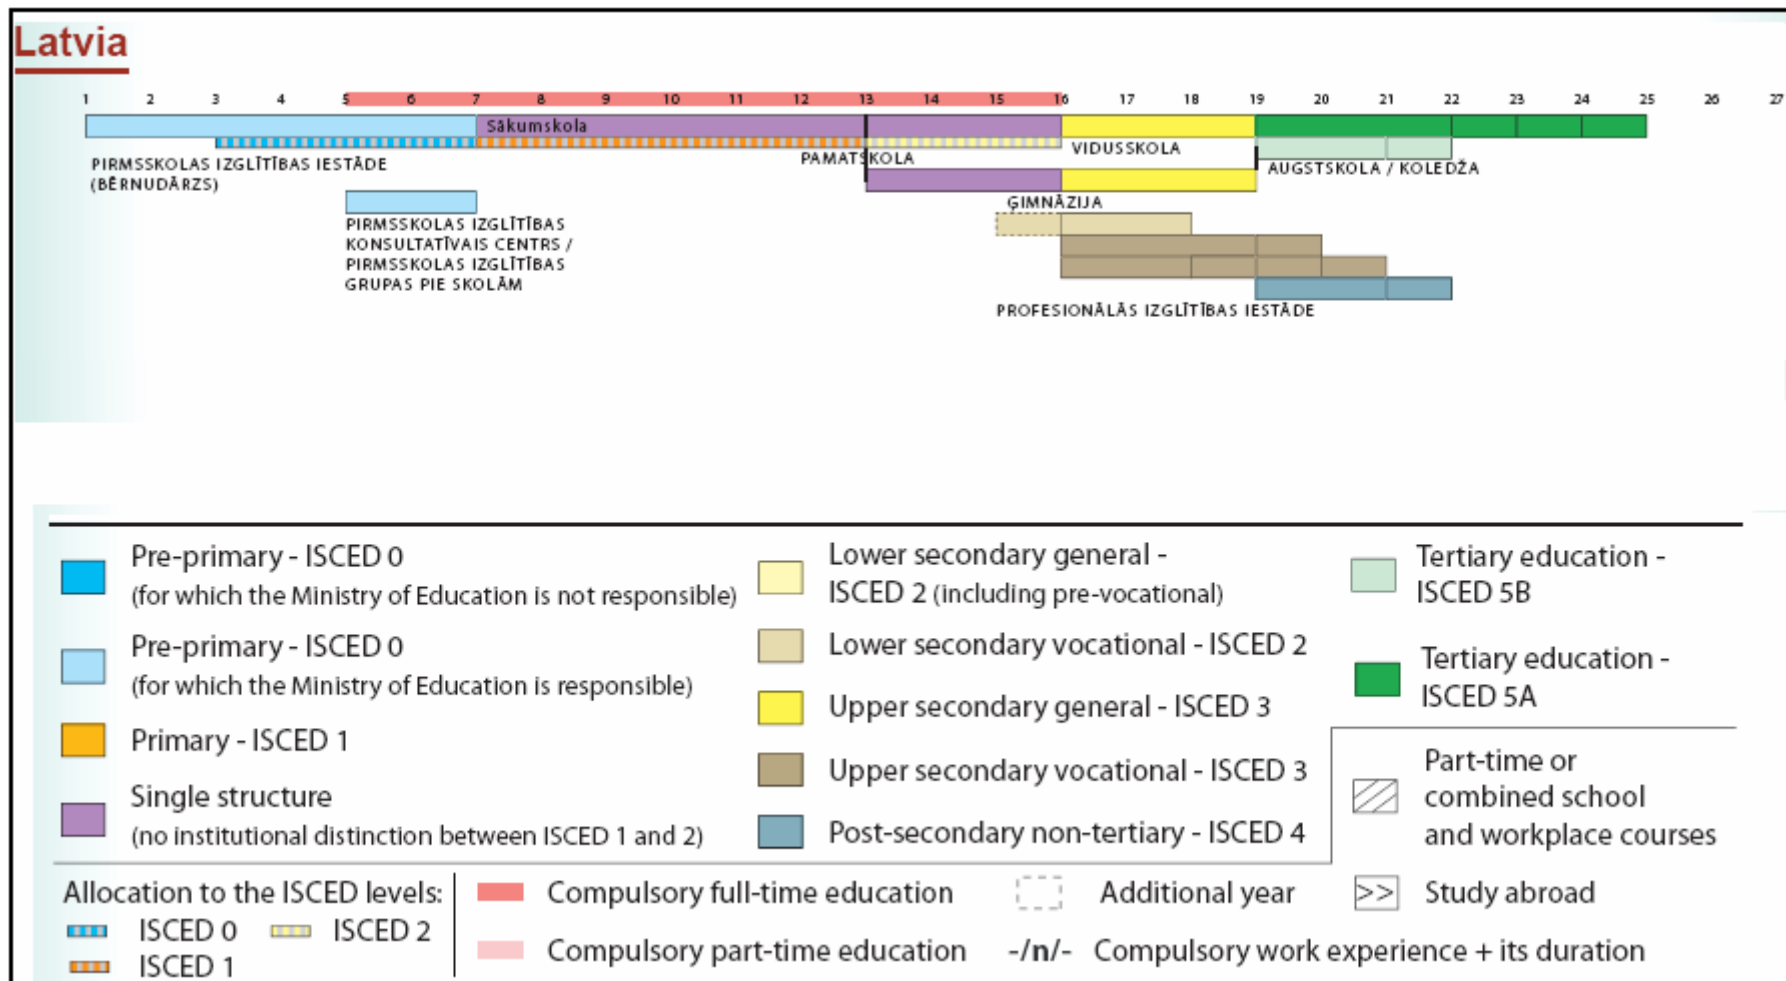 Latvia
1 2 3 4 5 6 7 8 9 10 11 12 13 14 15 16 17 18 19 20 21 22 23 24 25 26 27
Sākumskola
PIRMSSKOLAS IZGLĪTĪBAS IESTĀDE
(BĒRNUDĀRZS)
PAMATSKOLA
VIDUSSKOLA
AUGSTSKOLA / KOLEDŽA
ĢIMNĀZIJA
PIRMSSKOLAS IZGLĪTĪBAS
KONSULTATĪVAIS CENTRS /
PIRMSSKOLAS IZGLĪTĪBAS
GRUPAS PIE SKOLĀM
PROFESIONĀLĀS IZGLĪTĪBAS IESTĀDE
Pre-primary - ISCED 0
(for which the Ministry of Education is not responsible)
Pre-primary - ISCED 0
(for which the Ministry of Education is responsible)
Primary - ISCED 1
Single structure
(no institutional distinction between ISCED 1 and 2)
Lower secondary general -
ISCED 2 (including pre-vocational)
Lower secondary vocational - ISCED 2
Upper secondary general - ISCED 3
Upper secondary vocational - ISCED 3
Post-secondary non-tertiary - ISCED 4
Tertiary education -
ISCED 5B
Tertiary education -
ISCED 5A
Part-time or
combined school
and workplace courses
Allocation to the ISCED levels:
ISCED 0 ISCED 2
ISCED 1
Compulsory full-time education
Additional year
>> Study abroad
Compulsory part-time education
-/n/- Compulsory work experience + its duration